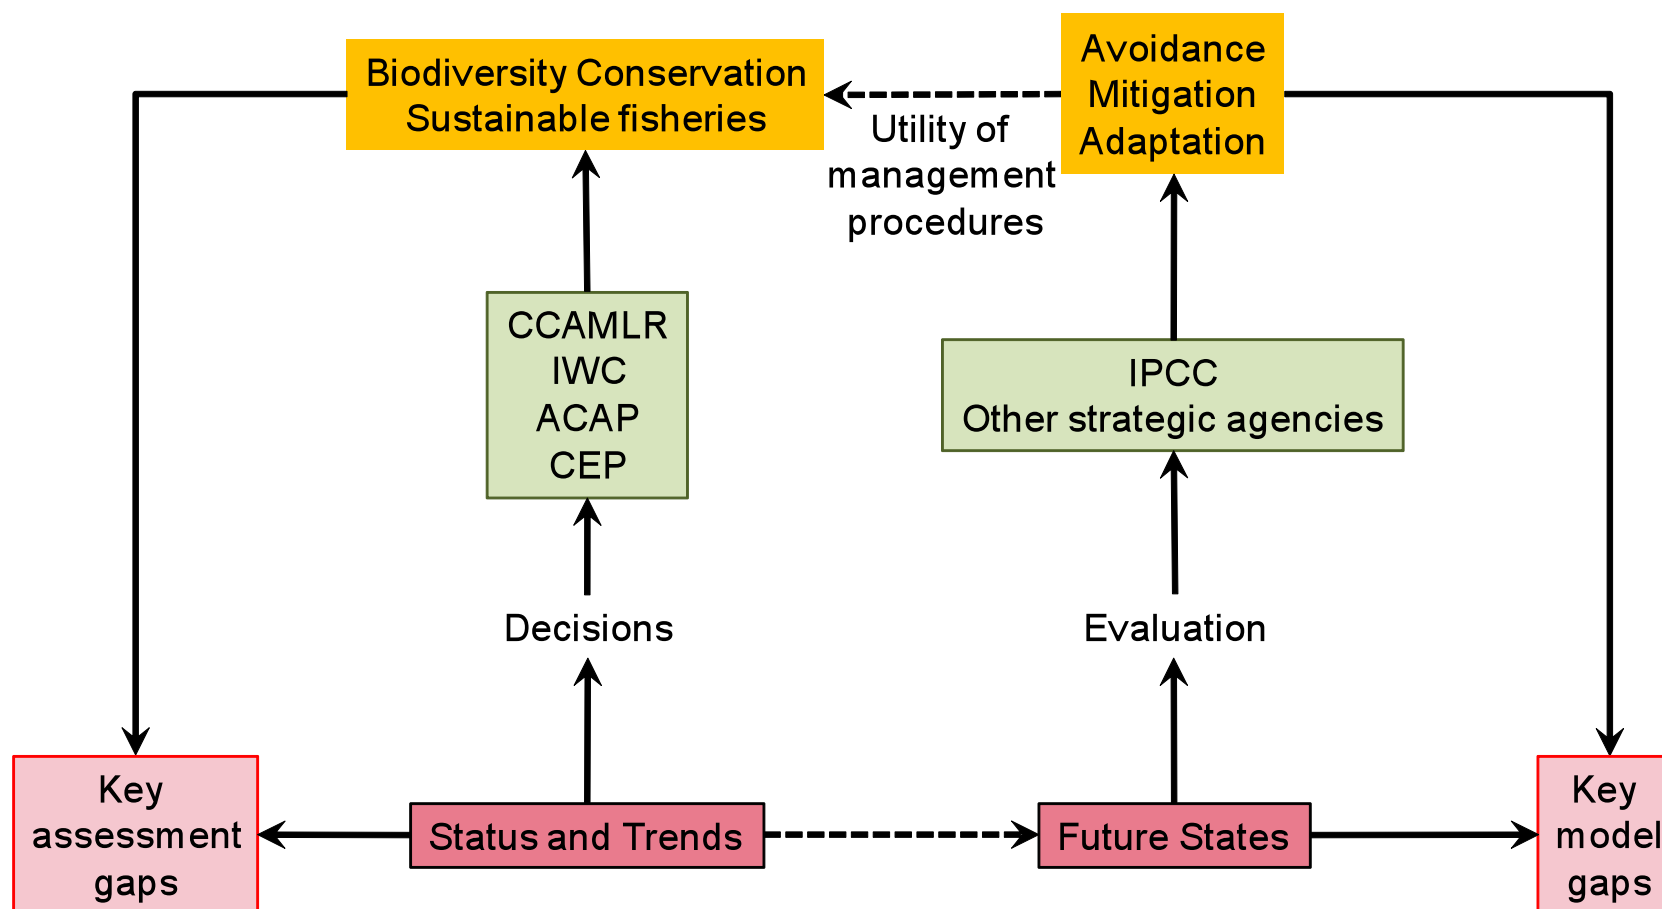 Biodiversity Conservation
Sustainable fisheries
Avoidance
Mitigation
Adaptation
Utility of
management
procedures
CCAMLR
IWC
ACAP
CEP
IPCC
Other strategic agencies
Decisions
Evaluation
Key
assessment
gaps
Status and Trends
Future States
Key
model
gaps